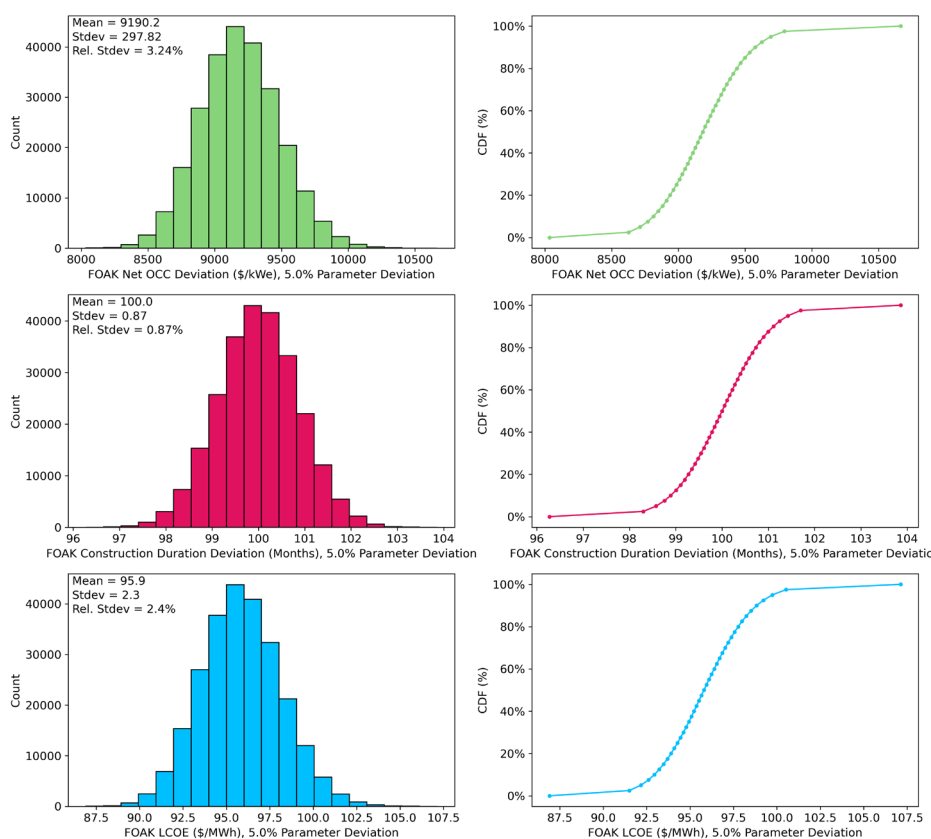 Mean = 9190.2
Stdev = 297.82
Rel. Stdev = 3.24%
Count
40000
30000
20000
10000
0
8000 8500 9000 9500 10000 10500
FOAK Net OCC Deviation ($/kWe), 5.0% Parameter Deviation
CDF (%)
100%
80%
60%
40%
20%
0%
8000 8500 9000 9500 10000 10500
FOAK Net OCC Deviation ($/kWe), 5.0% Parameter Deviation
Mean = 100.0
Stdev = 0.87
Rel. Stdev = 0.87%
Count
40000
30000
20000
10000
0
96 97 98 99 100 101 102 103 104
FOAK Construction Duration Deviation (Months), 5.0% Parameter Deviation
CDF (%)
100%
80%
60%
40%
20%
0%
96 97 98 99 100 101 102 103 104
FOAK Construction Duration Deviation (Months), 5.0% Parameter Deviatio
Mean = 95.9
Stdev = 2.3
Rel. Stdev = 2.4%
Count
40000
30000
20000
10000
0
87.5 90.0 92.5 95.0 97.5 100.0 102.5 105.0 107.5
FOAK LCOE ($/MWh), 5.0% Parameter Deviation
CDF (%)
100%
80%
60%
40%
20%
0%
87.5 90.0 92.5 95.0 97.5 100.0 102.5 105.0 107.5
FOAK LCOE ($/MWh), 5.0% Parameter Deviation